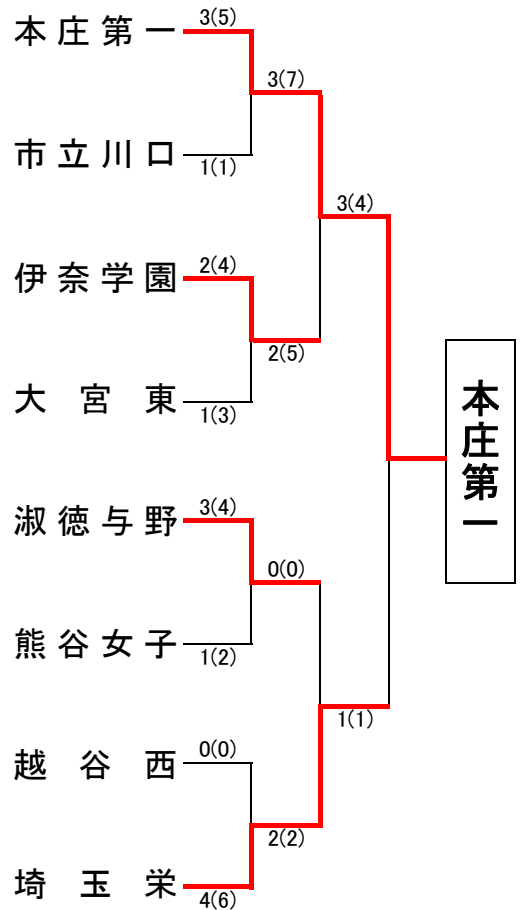 本庄第一
3(5)
3(7)
市立川口
1(1)
3(4)
伊奈学園
2(4)
2(5)
大宮東
1(3)
本庄第一
淑徳与野
3(4)
0(0)
熊谷女子
1(2)
1(1)
越谷西
0(0)
2(2)
埼玉栄
4(6)